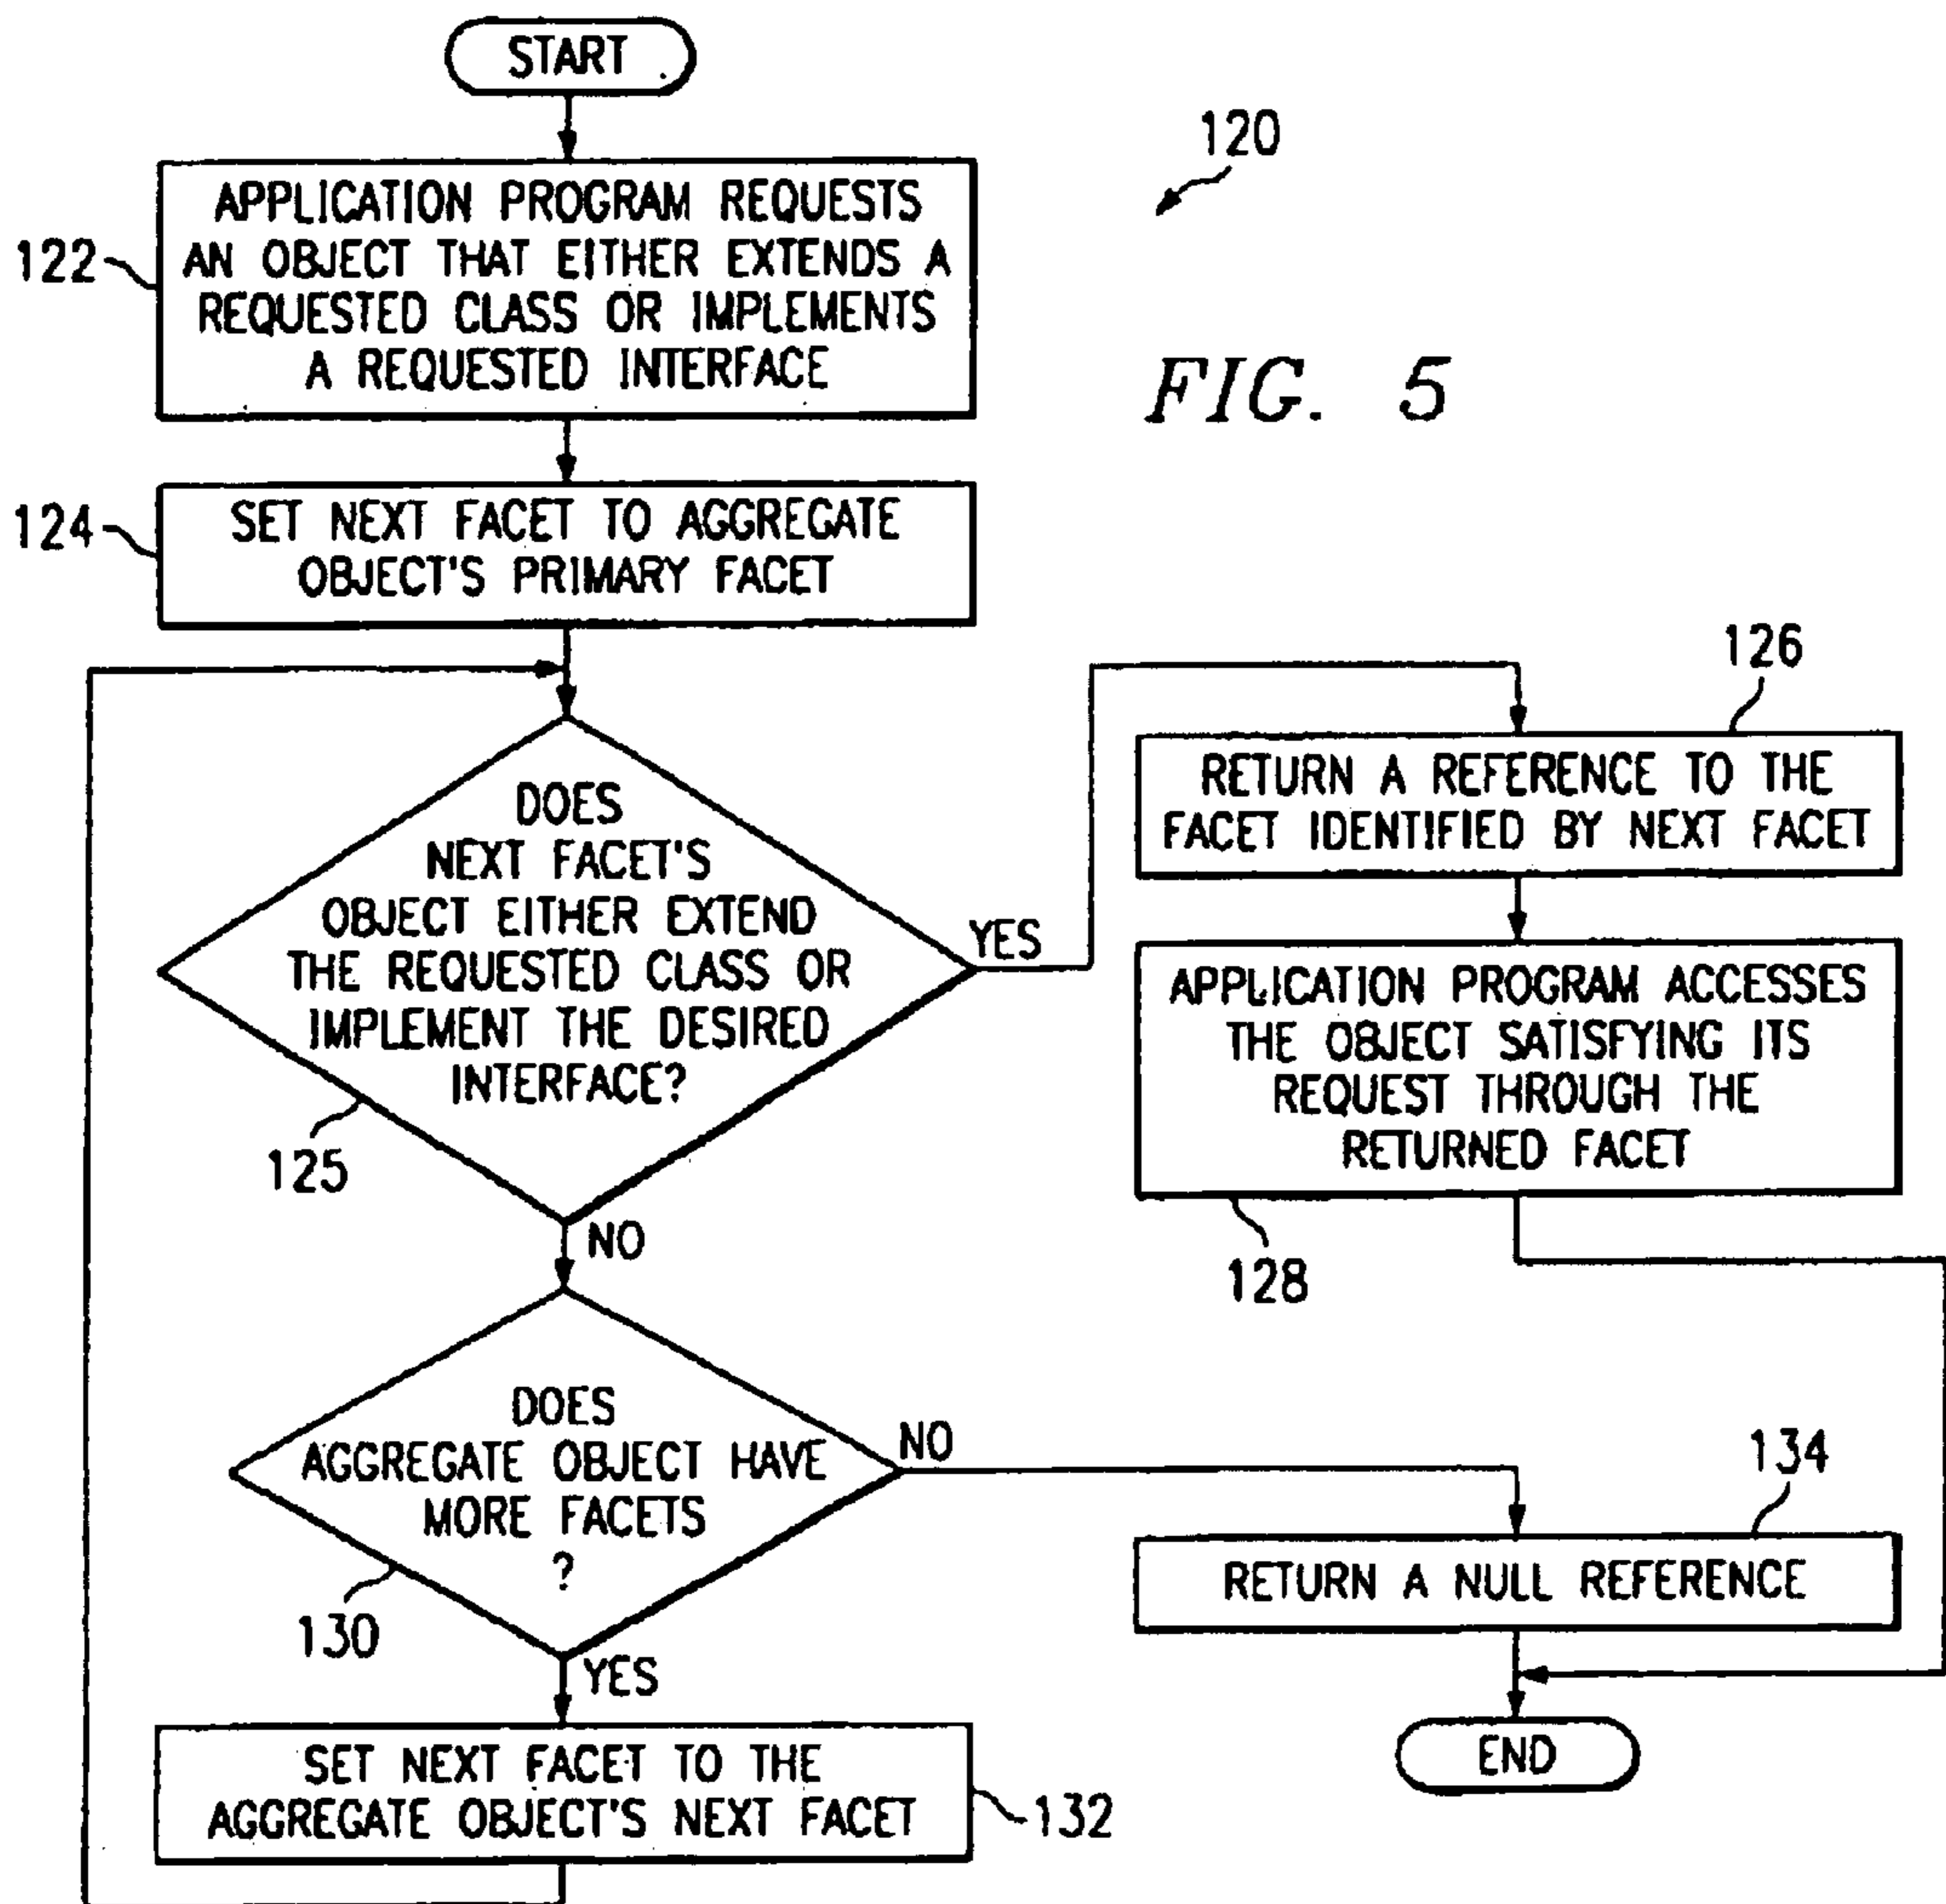 START
120
122
APPLICATION PROGRAM REQUESTS
AN OBJECT THAT EITHER EXTENDS A
REQUESTED CLASS OR IMPLEMENTS
A REQUESTED INTERFACE
FIG. 5
124
SET NEXT FACET TO AGGREGATE
OBJECT'S PRIMARY FACET
126
RETURN A REFERENCE TO THE
FACET IDENTIFIED BY NEXT FACET
DOES
NEXT FACET'S
OBJECT EITHER EXTEND
THE REQUESTED CLASS OR
IMPLEMENT THE DESIRED
INTERFACE?
YES
125
NO
APPLICATION PROGRAM ACCESSES
THE OBJECT SATISFYING ITS
REQUEST THROUGH THE
RETURNED FACET
128
DOES
AGGREGATE OBJECT HAVE
MORE FACETS
?
NO
130
YES
134
RETURN A NULL REFERENCE
SET NEXT FACET TO THE
AGGREGATE OBJECT'S NEXT FACET
132
END